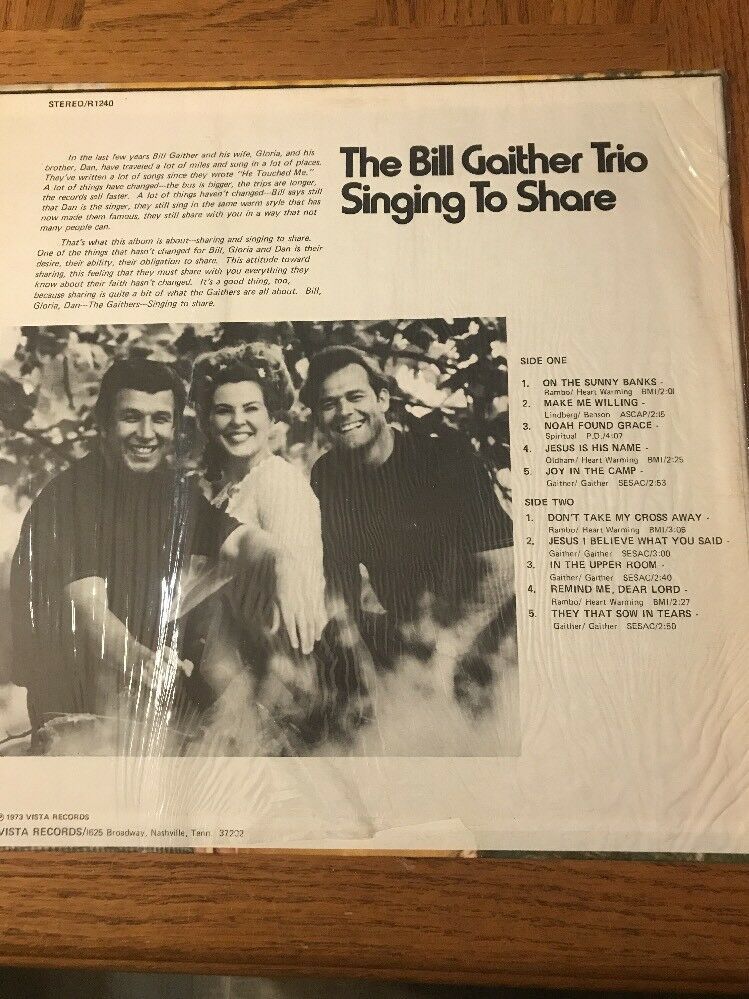 STEREO/R1240
In the last few years Bill Gaither and his wife, Gloria, and his
brother, Dan, have traveled a lot of miles and sung in a lot of places.
They've written a lot of songs since they wrote "He Touched Me."
A lot of things have changed—the bus is bigger, the trips are longer,
the records sell faster. A lot of things haven't changed—Bill says still
that Dan is the singer, they still sing in the same warm style that has
now made them famous, they still share with you in a way that not
many people can.
That's what this album is about—sharing and singing to share.
One of the things that hasn't changed for Bill, Gloria and Dan is their
desire, their ability, their obligation to share. This attitude toward
sharing, this feeling that they must share with you everything they
know about their faith hasn't changed. It's a good thing, too,
because sharing is quite a bit of what the Gaithers are all about. Bill,
Gloria, Dan—The Gaithers—Singing to share.
The Bill Gaither Trio
Singing To Share
SIDE ONE
1. ON THE SUNNY BANKS -
Rambo/ Heart Warming BMI/2:01
2. MAKE ME WILLING -
Lindberg/ Benson ASCAP/2:15
3. NOAH FOUND GRACE -
Spiritual P.D./4:07
4. JESUS IS HIS NAME -
Oldham/ Heart Warming BMI/2:25
5. JOY IN THE CAMP -
Gaither/ Gaither SESAC/2:53
SIDE TWO
1. DON'T TAKE MY CROSS AWAY -
Rambo/ Heart Warming BMI/3:06
2. JESUS I BELIEVE WHAT YOU SAID -
Gaither/ Gaither SESAC/3:00
3. IN THE UPPER ROOM -
Gaither/ Gaither SESAC/2:40
4. REMIND ME, DEAR LORD -
Rambo/ Heart Warming BMI/2:27
5. THEY THAT SOW IN TEARS -
Gaither/ Gaither SESAC/2:50
℗ 1973 VISTA RECORDS
VISTA RECORDS/1625 Broadway, Nashville, Tenn. 37202